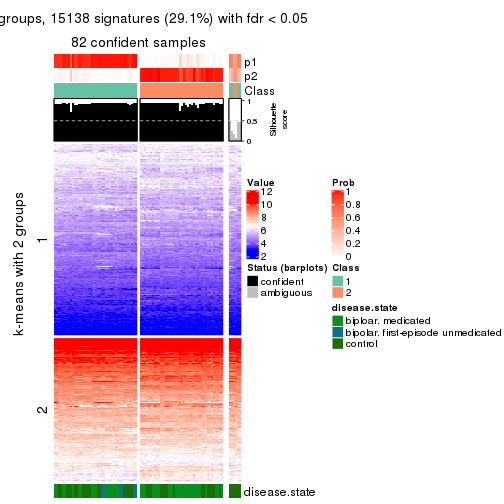 groups, 15138 signatures (29.1%) with fdr < 0.05
82 confident samples
p1
p2
Class
1
0.5
0
Silhouette
score
k-means with 2 groups
1
2
disease.state
Value
12
10
8
6
4
2
Prob
1
0.8
0.6
0.4
0.2
0
Status (barplots)
confident
ambiguous
Class
1
2
disease.state
biploar. medicated
bipolar. first-episode unmedicated
control